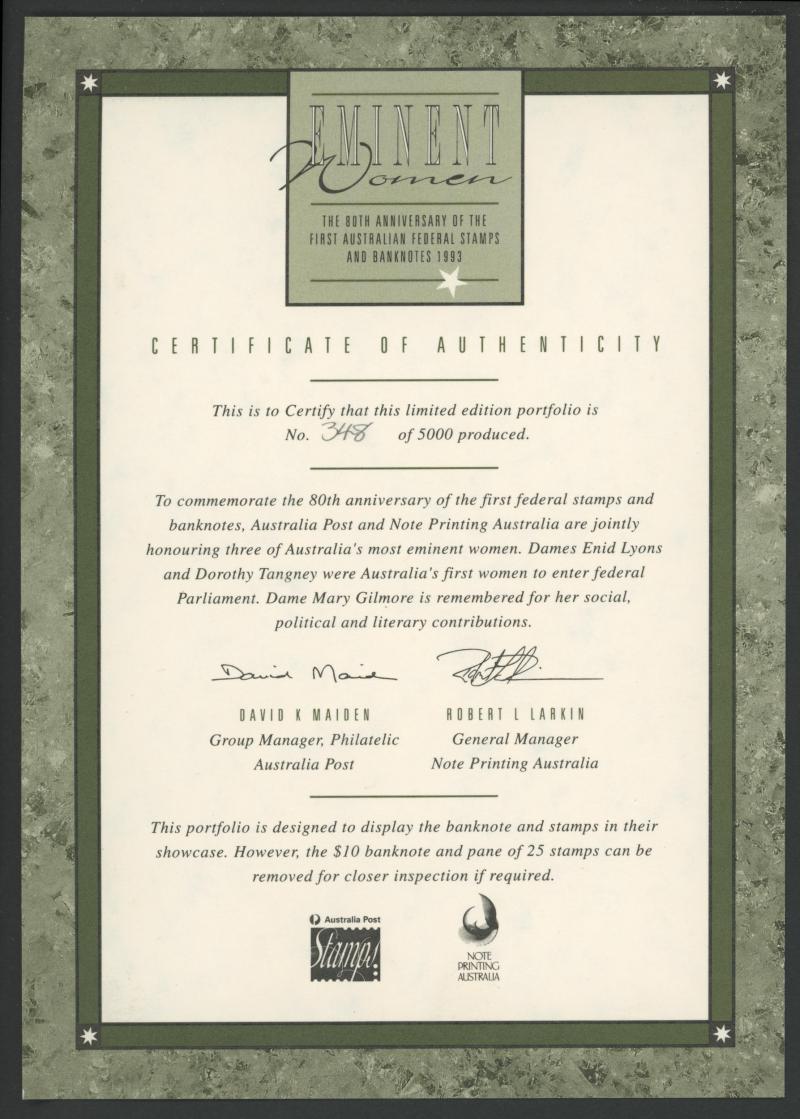 EMINENT
Women
THE 80TH ANNIVERSARY OF THE
FIRST AUSTRALIAN FEDERAL STAMPS
AND BANKNOTES 1993
CERTIFICATE OF AUTHENTICITY
This is to Certify that this limited edition portfolio is
No. 348 of 5000 produced.
To commemorate the 80th anniversary of the first federal stamps and
banknotes, Australia Post and Note Printing Australia are jointly
honouring three of Australia's most eminent women. Dames Enid Lyons
and Dorothy Tangney were Australia's first women to enter federal
Parliament. Dame Mary Gilmore is remembered for her social,
political and literary contributions.
David Maiden
DAVID K MAIDEN ROBERT L LARKIN
Group Manager, Philatelic General Manager
Australia Post Note Printing Australia
This portfolio is designed to display the banknote and stamps in their
showcase. However, the $10 banknote and pane of 25 stamps can be
removed for closer inspection if required.
Australia Post
Stamps!
NOTE
PRINTING
AUSTRALIA